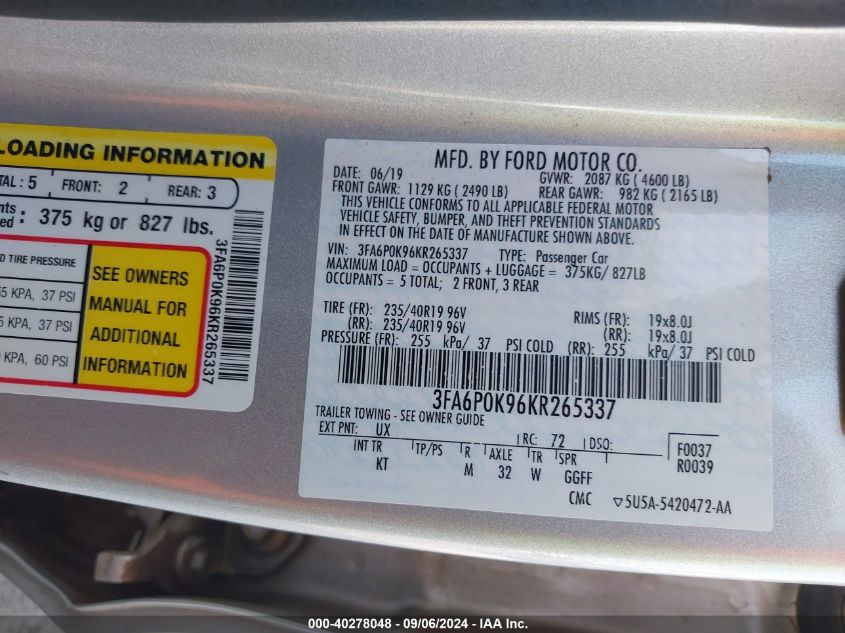 LOADING INFORMATION
TAL: 5 FRONT: 2 REAR: 3
nts
ed: 375 kg or 827 lbs.
D TIRE PRESSURE
55 KPA, 37 PSI
5 KPA, 37 PSI
KPA, 60 PSI
SEE OWNERS
MANUAL FOR
ADDITIONAL
INFORMATION
3FA6P0K96KR265337
MFD. BY FORD MOTOR CO.
DATE: 06/19 GVWR: 2087 KG ( 4600 LB)
FRONT GAWR: 1129 KG ( 2490 LB) REAR GAWR: 982 KG ( 2165 LB)
THIS VEHICLE CONFORMS TO ALL APPLICABLE FEDERAL MOTOR
VEHICLE SAFETY, BUMPER, AND THEFT PREVENTION STANDARDS
IN EFFECT ON THE DATE OF MANUFACTURE SHOWN ABOVE.
VIN: 3FA6P0K96KR265337 TYPE: Passenger Car
MAXIMUM LOAD = OCCUPANTS + LUGGAGE = 375KG/ 827LB
OCCUPANTS = 5 TOTAL; 2 FRONT, 3 REAR
TIRE (FR): 235/40R19 96V RIMS (FR): 19x8.0J
(RR): 235/40R19 96V (RR): 19x8.0J
PRESSURE (FR): 255 kPa/ 37 PSI COLD (RR): 255 kPa/ 37 PSI COLD
3FA6P0K96KR265337
TRAILER TOWING - SEE OWNER GUIDE
EXT PNT: UX RC: 72 DSO: F0037
INT TR TP/PS R AXLE TR SPR R0039
KT M 32 W GGFF
CMC ▽5U5A-5420472-AA
000-40278048 - 09/06/2024 - IAA Inc.